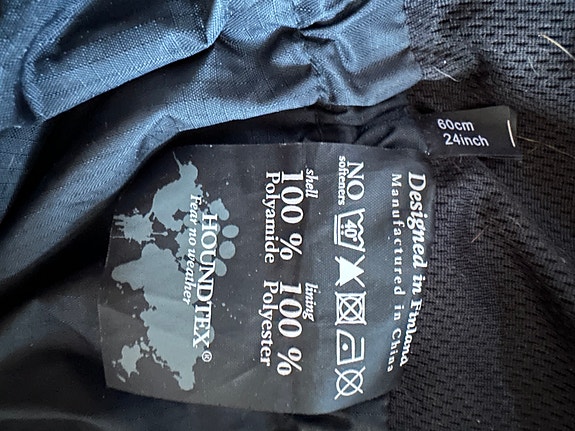 60cm
24inch
Designed in Finland
Manufactured in China
NO
softeners
40
shell
100 %
Polyamide
lining
100 %
Polyester
HOUNDTEX®
Fear no weather